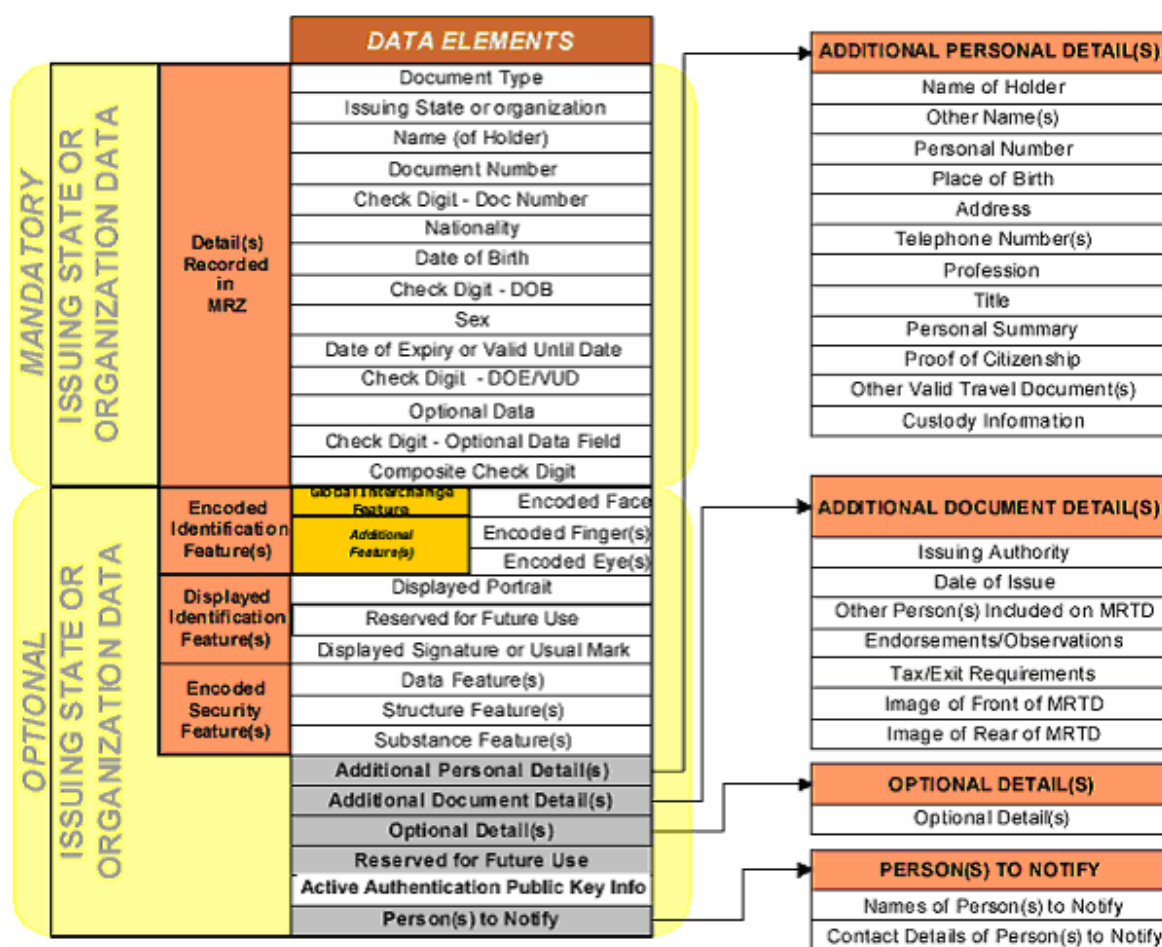 DATA ELEMENTS
MANDATORY
ISSUING STATE OR
ORGANIZATION DATA
Detail(s)
Recorded
in
MRZ
Document Type
Issuing State or organization
Name (of Holder)
Document Number
Check Digit - Doc Number
Nationality
Date of Birth
Check Digit - DOB
Sex
Date of Expiry or Valid Until Date
Check Digit - DOE/VUD
Optional Data
Check Digit - Optional Data Field
Composite Check Digit
OPTIONAL
ISSUING STATE OR
ORGANIZATION DATA
Encoded
Identification
Feature(s)
Global Interchange
Feature
Encoded Face
Additional
Feature(s)
Encoded Finger(s)
Encoded Eye(s)
Displayed
Identification
Feature(s)
Displayed Portrait
Reserved for Future Use
Displayed Signature or Usual Mark
Encoded
Security
Feature(s)
Data Feature(s)
Structure Feature(s)
Substance Feature(s)
Additional Personal Detail(s)
Additional Document Detail(s)
Optional Detail(s)
Reserved for Future Use
Active Authentication Public Key Info
Person(s) to Notify
ADDITIONAL PERSONAL DETAIL(S)
Name of Holder
Other Name(s)
Personal Number
Place of Birth
Address
Telephone Number(s)
Profession
Title
Personal Summary
Proof of Citizenship
Other Valid Travel Document(s)
Custody Information
ADDITIONAL DOCUMENT DETAIL(S)
Issuing Authority
Date of Issue
Other Person(s) Included on MRTD
Endorsements/Observations
Tax/Exit Requirements
Image of Front of MRTD
Image of Rear of MRTD
OPTIONAL DETAIL(S)
Optional Detail(s)
PERSON(S) TO NOTIFY
Names of Person(s) to Notify
Contact Details of Person(s) to Notify